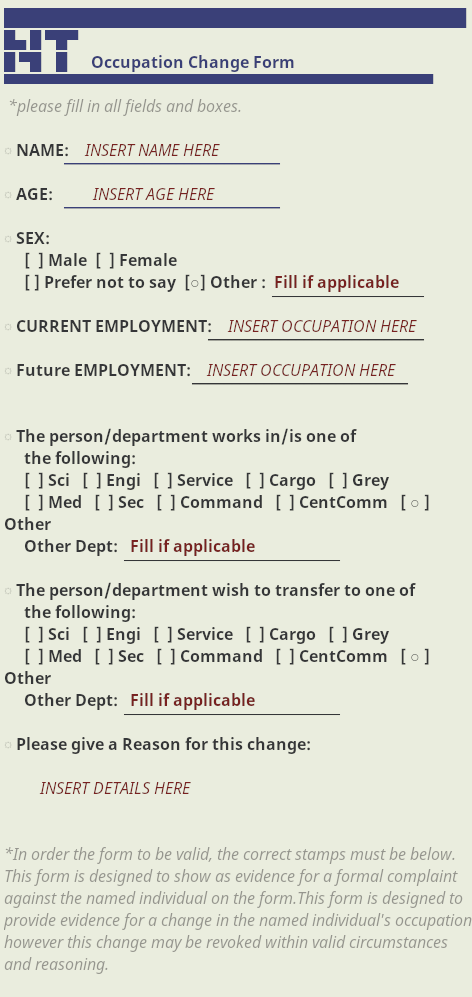 Occupation Change Form
*please fill in all fields and boxes.
○ NAME: INSERT NAME HERE
○ AGE: INSERT AGE HERE
○ SEX:
[ ] Male [ ] Female
[ ] Prefer not to say [○] Other : Fill if applicable
○ CURRENT EMPLOYMENT: INSERT OCCUPATION HERE
○ Future EMPLOYMENT: INSERT OCCUPATION HERE
○ The person/department works in/is one of
the following:
[ ] Sci [ ] Engi [ ] Service [ ] Cargo [ ] Grey
[ ] Med [ ] Sec [ ] Command [ ] CentComm [ ○ ]
Other
Other Dept: Fill if applicable
○ The person/department wish to transfer to one of
the following:
[ ] Sci [ ] Engi [ ] Service [ ] Cargo [ ] Grey
[ ] Med [ ] Sec [ ] Command [ ] CentComm [ ○ ]
Other
Other Dept: Fill if applicable
○ Please give a Reason for this change:
INSERT DETAILS HERE
*In order the form to be valid, the correct stamps must be below.
This form is designed to show as evidence for a formal complaint
against the named individual on the form.This form is designed to
provide evidence for a change in the named individual's occupation
however this change may be revoked within valid circumstances
and reasoning.